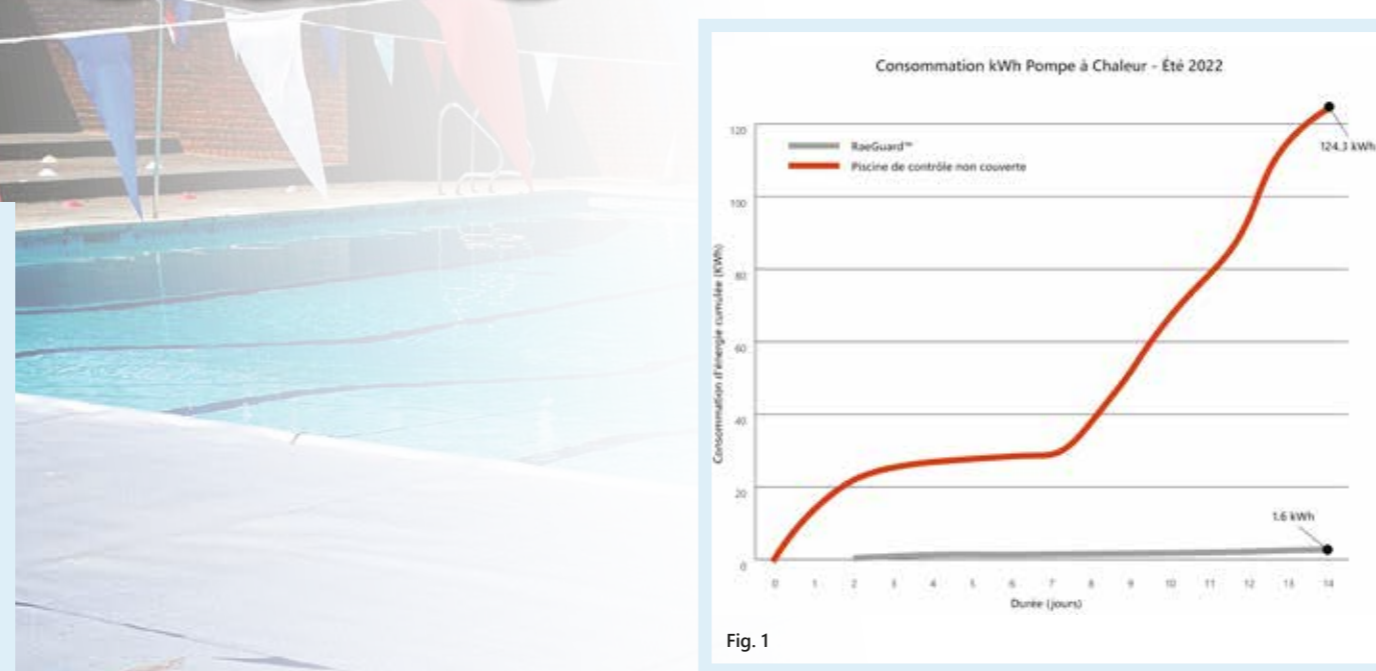 Consommation kWh Pompe à Chaleur - Été 2022
120
100
80
60
40
20
0
Consommation d'énergie cumulée (KWh)
RaeGuard™
Piscine de contrôle non couverte
124.3 kWh
1.6 kWh
0 1 2 3 4 5 6 7 8 9 10 11 12 13 14
Durée (jours)
Fig. 1